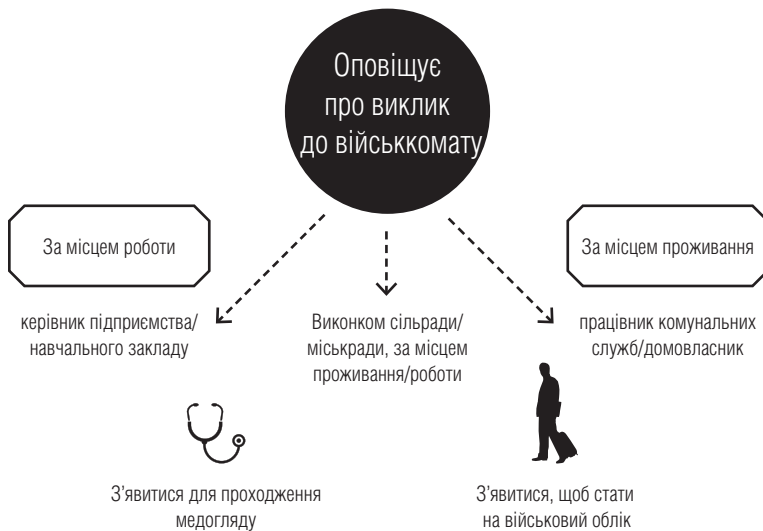 Оповіщує
про виклик
до військкомату
За місцем роботи
За місцем проживання
керівник підприємства/
навчального закладу
Виконком сільради/
міськради, за місцем
проживання/роботи
працівник комунальних
служб/домовласник
З'явитися для проходження
медогляду
З'явитися, щоб стати
на військовий облік